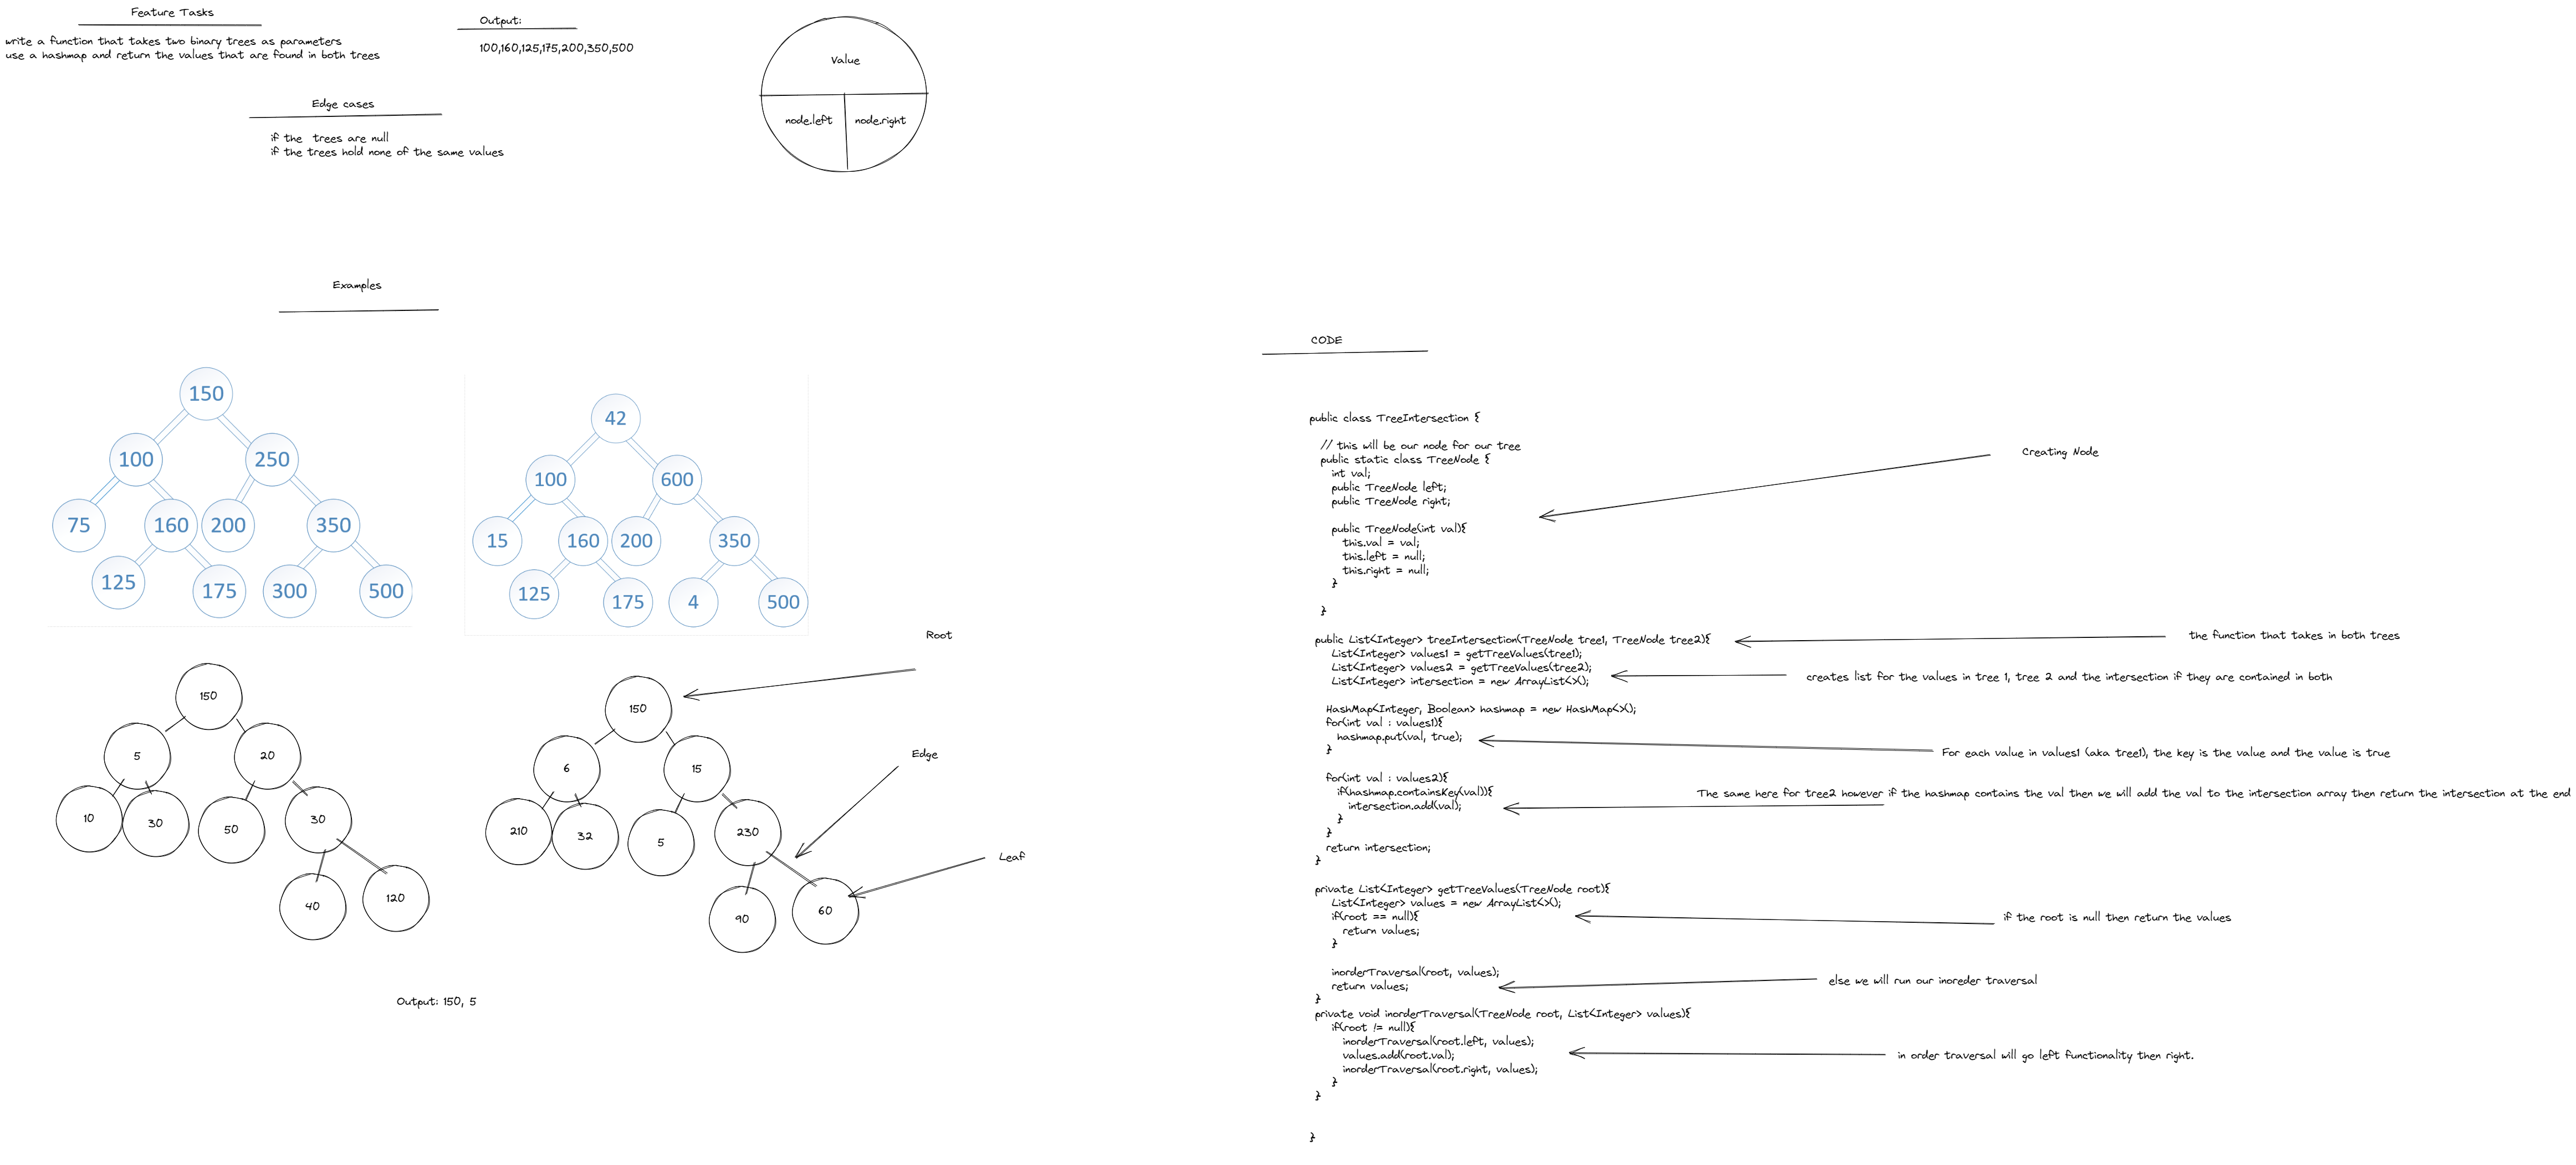 Feature Tasks
write a function that takes two binary trees as parameters
use a hashmap and return the values that are found in both trees
Output:
100,160,125,175,200,350,500
Value
node.left
node.right
Edge cases
if the  trees are null
if the trees hold none of the same values
Examples
150
100
250
75
160
200
350
125
175
300
500
42
100
600
15
160
200
350
125
175
4
500
150
5
20
10
30
50
30
40
120
150
6
15
210
32
5
230
90
60
Root
Edge
Leaf
Output: 150, 5
CODE
public class TreeIntersection {
// this will be our node for our tree
public static class TreeNode {
int val;
public TreeNode left;
public TreeNode right;
public TreeNode(int val){
this.val = val;
this.left = null;
this.right = null;
}
}
Creating Node
public List<Integer> treeIntersection(TreeNode tree1, TreeNode tree2){
the function that takes in both trees
List<Integer> values1 = getTreeValues(tree1);
List<Integer> values2 = getTreeValues(tree2);
List<Integer> intersection = new ArrayList<>();
creates list for the values in tree 1, tree 2 and the intersection if they are contained in both
HashMap<Integer, Boolean> hashmap = new HashMap<>();
for(int val : values1){
hashmap.put(val, true);
}
For each value in values1 (aka tree1), the key is the value and the value is true
for(int val : values2){
if(hashmap.containsKey(val)){
intersection.add(val);
}
}
The same here for tree2 however if the hashmap contains the val then we will add the val to the intersection array then return the intersection at the end
return intersection;
}
private List<Integer> getTreeValues(TreeNode root){
List<Integer> values = new ArrayList<>();
if(root == null){
return values;
}
if the root is null then return the values
inorderTraversal(root, values);
return values;
}
else we will run our inoreder traversal
private void inorderTraversal(TreeNode root, List<Integer> values){
if(root != null){
inorderTraversal(root.left, values);
values.add(root.val);
inorderTraversal(root.right, values);
}
}
in order traversal will go left functionality then right.
}